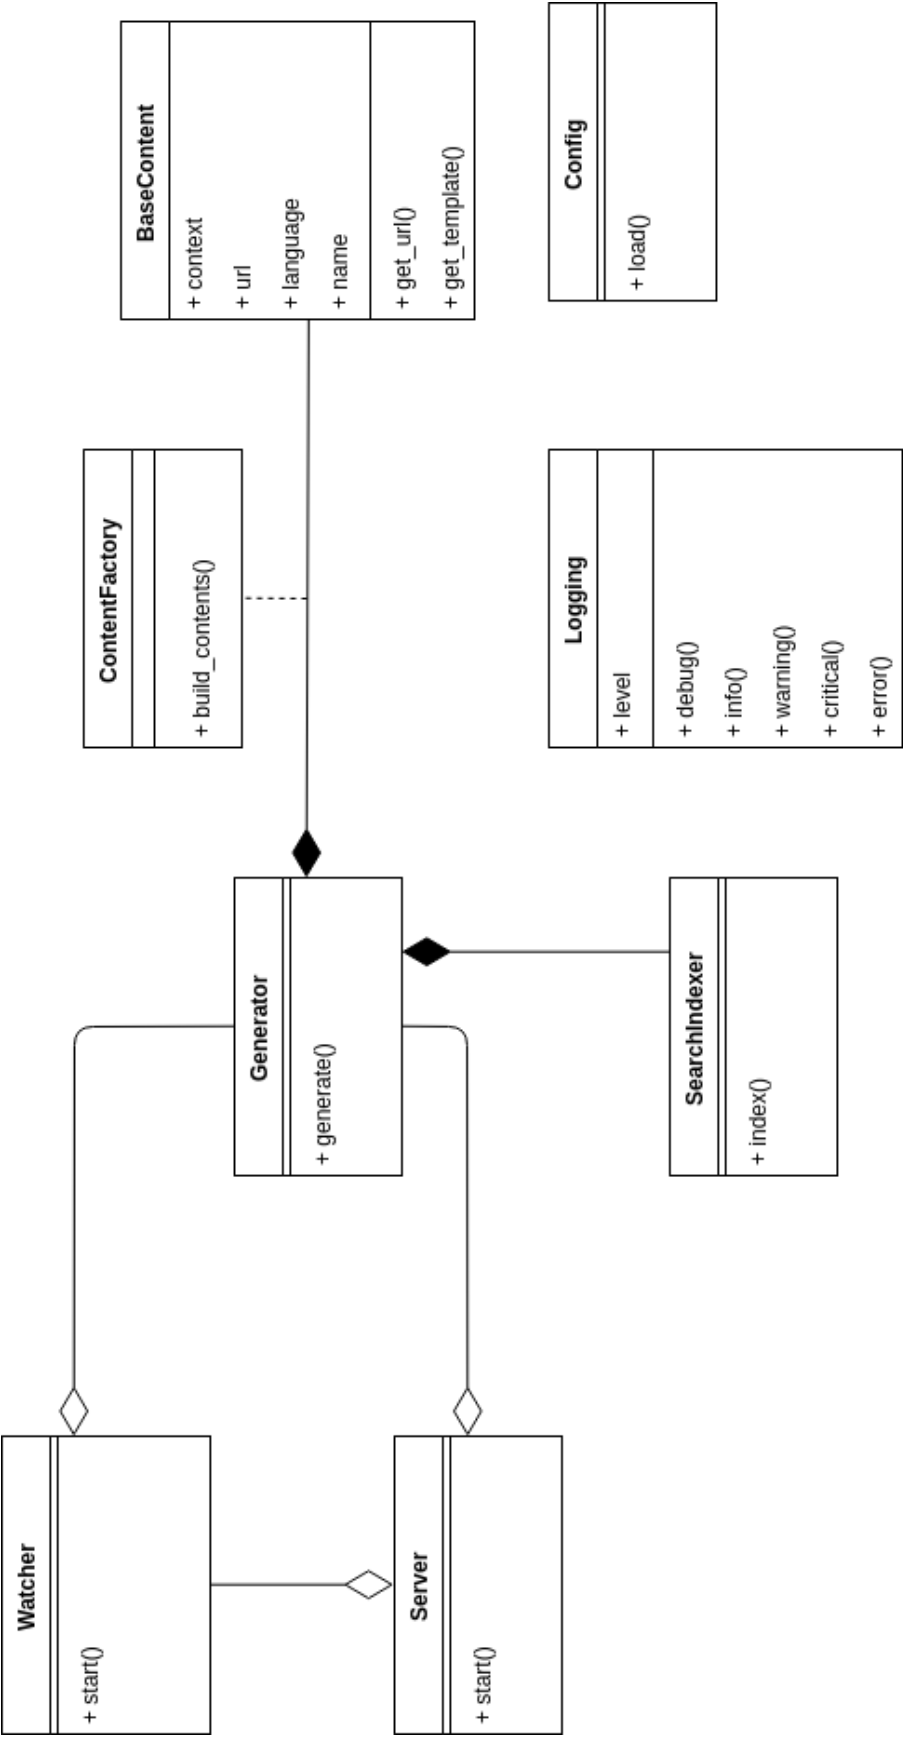 Watcher
+ start()
Server
+ start()
Generator
+ generate()
SearchIndexer
+ index()
ContentFactory
+ build_contents()
Logging
+ level
+ debug()
+ info()
+ warning()
+ critical()
+ error()
BaseContent
+ context
+ url
+ language
+ name
+ get_url()
+ get_template()
Config
+ load()